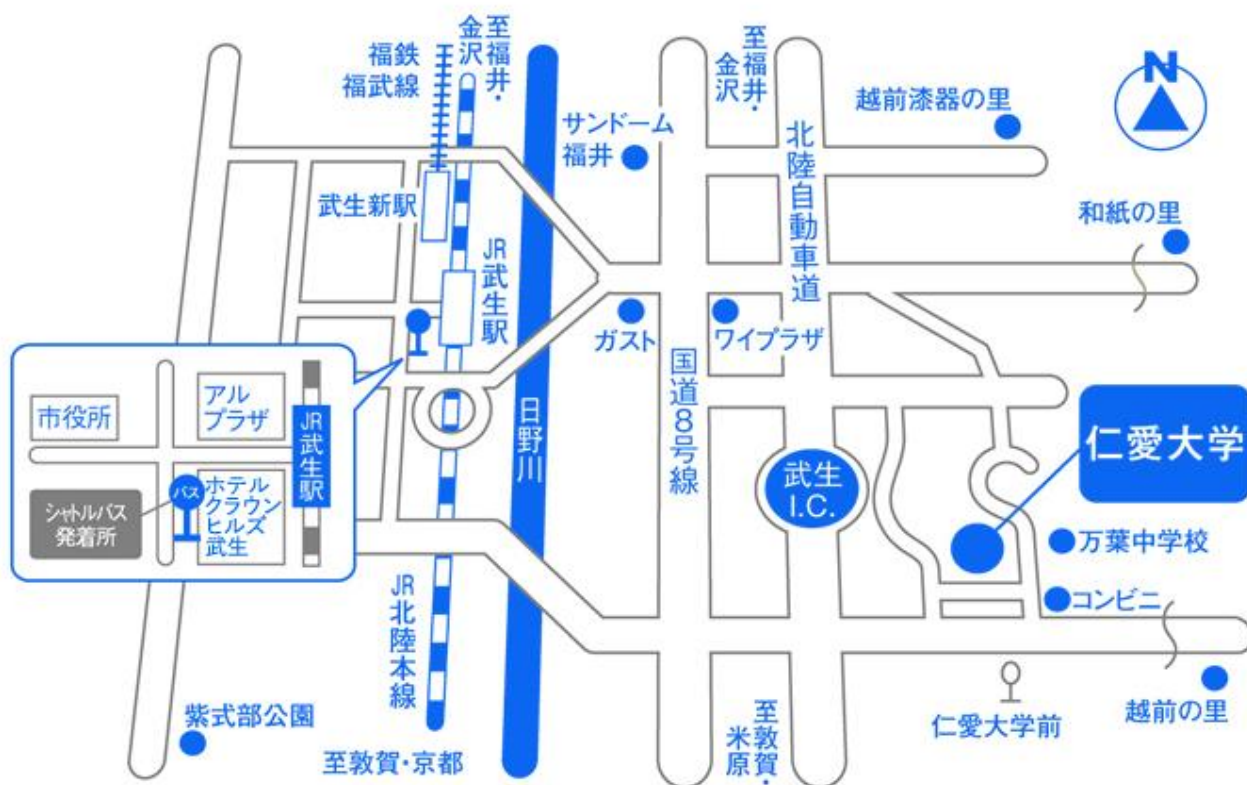 福鉄
福武線
至福井・
金沢
至福井・
金沢
N
越前漆器の里
サンドーム
福井
北陸自動車道
武生新駅
和紙の里
JR武生駅
ガスト
ワイプラザ
国道8号線
日野川
市役所
アル
プラザ
JR武生駅
バス
ホテル
クラウン
ヒルズ
武生
シャトルバス
発着所
武生
I.C.
仁愛大学
万葉中学校
コンビニ
JR北陸本線
紫式部公園
至敦賀・京都
至敦賀・
米原
仁愛大学前
越前の里